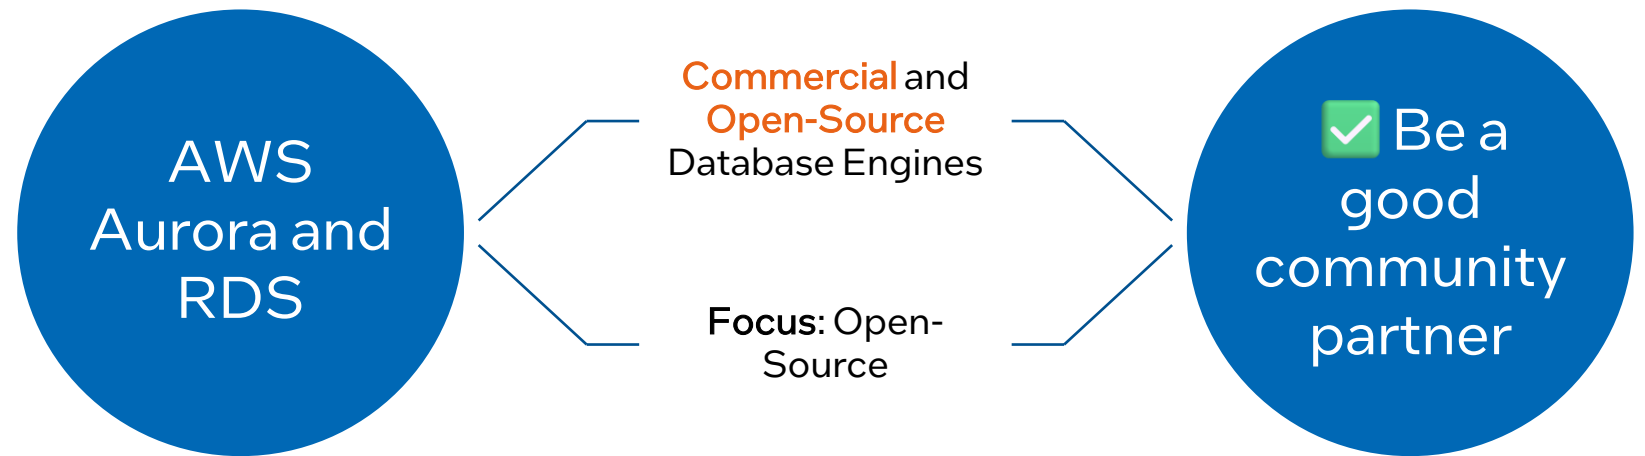 AWS
Aurora and
RDS
Commercial and
Open-Source
Database Engines
Focus: Open-
Source
✅ Be a
good
community
partner